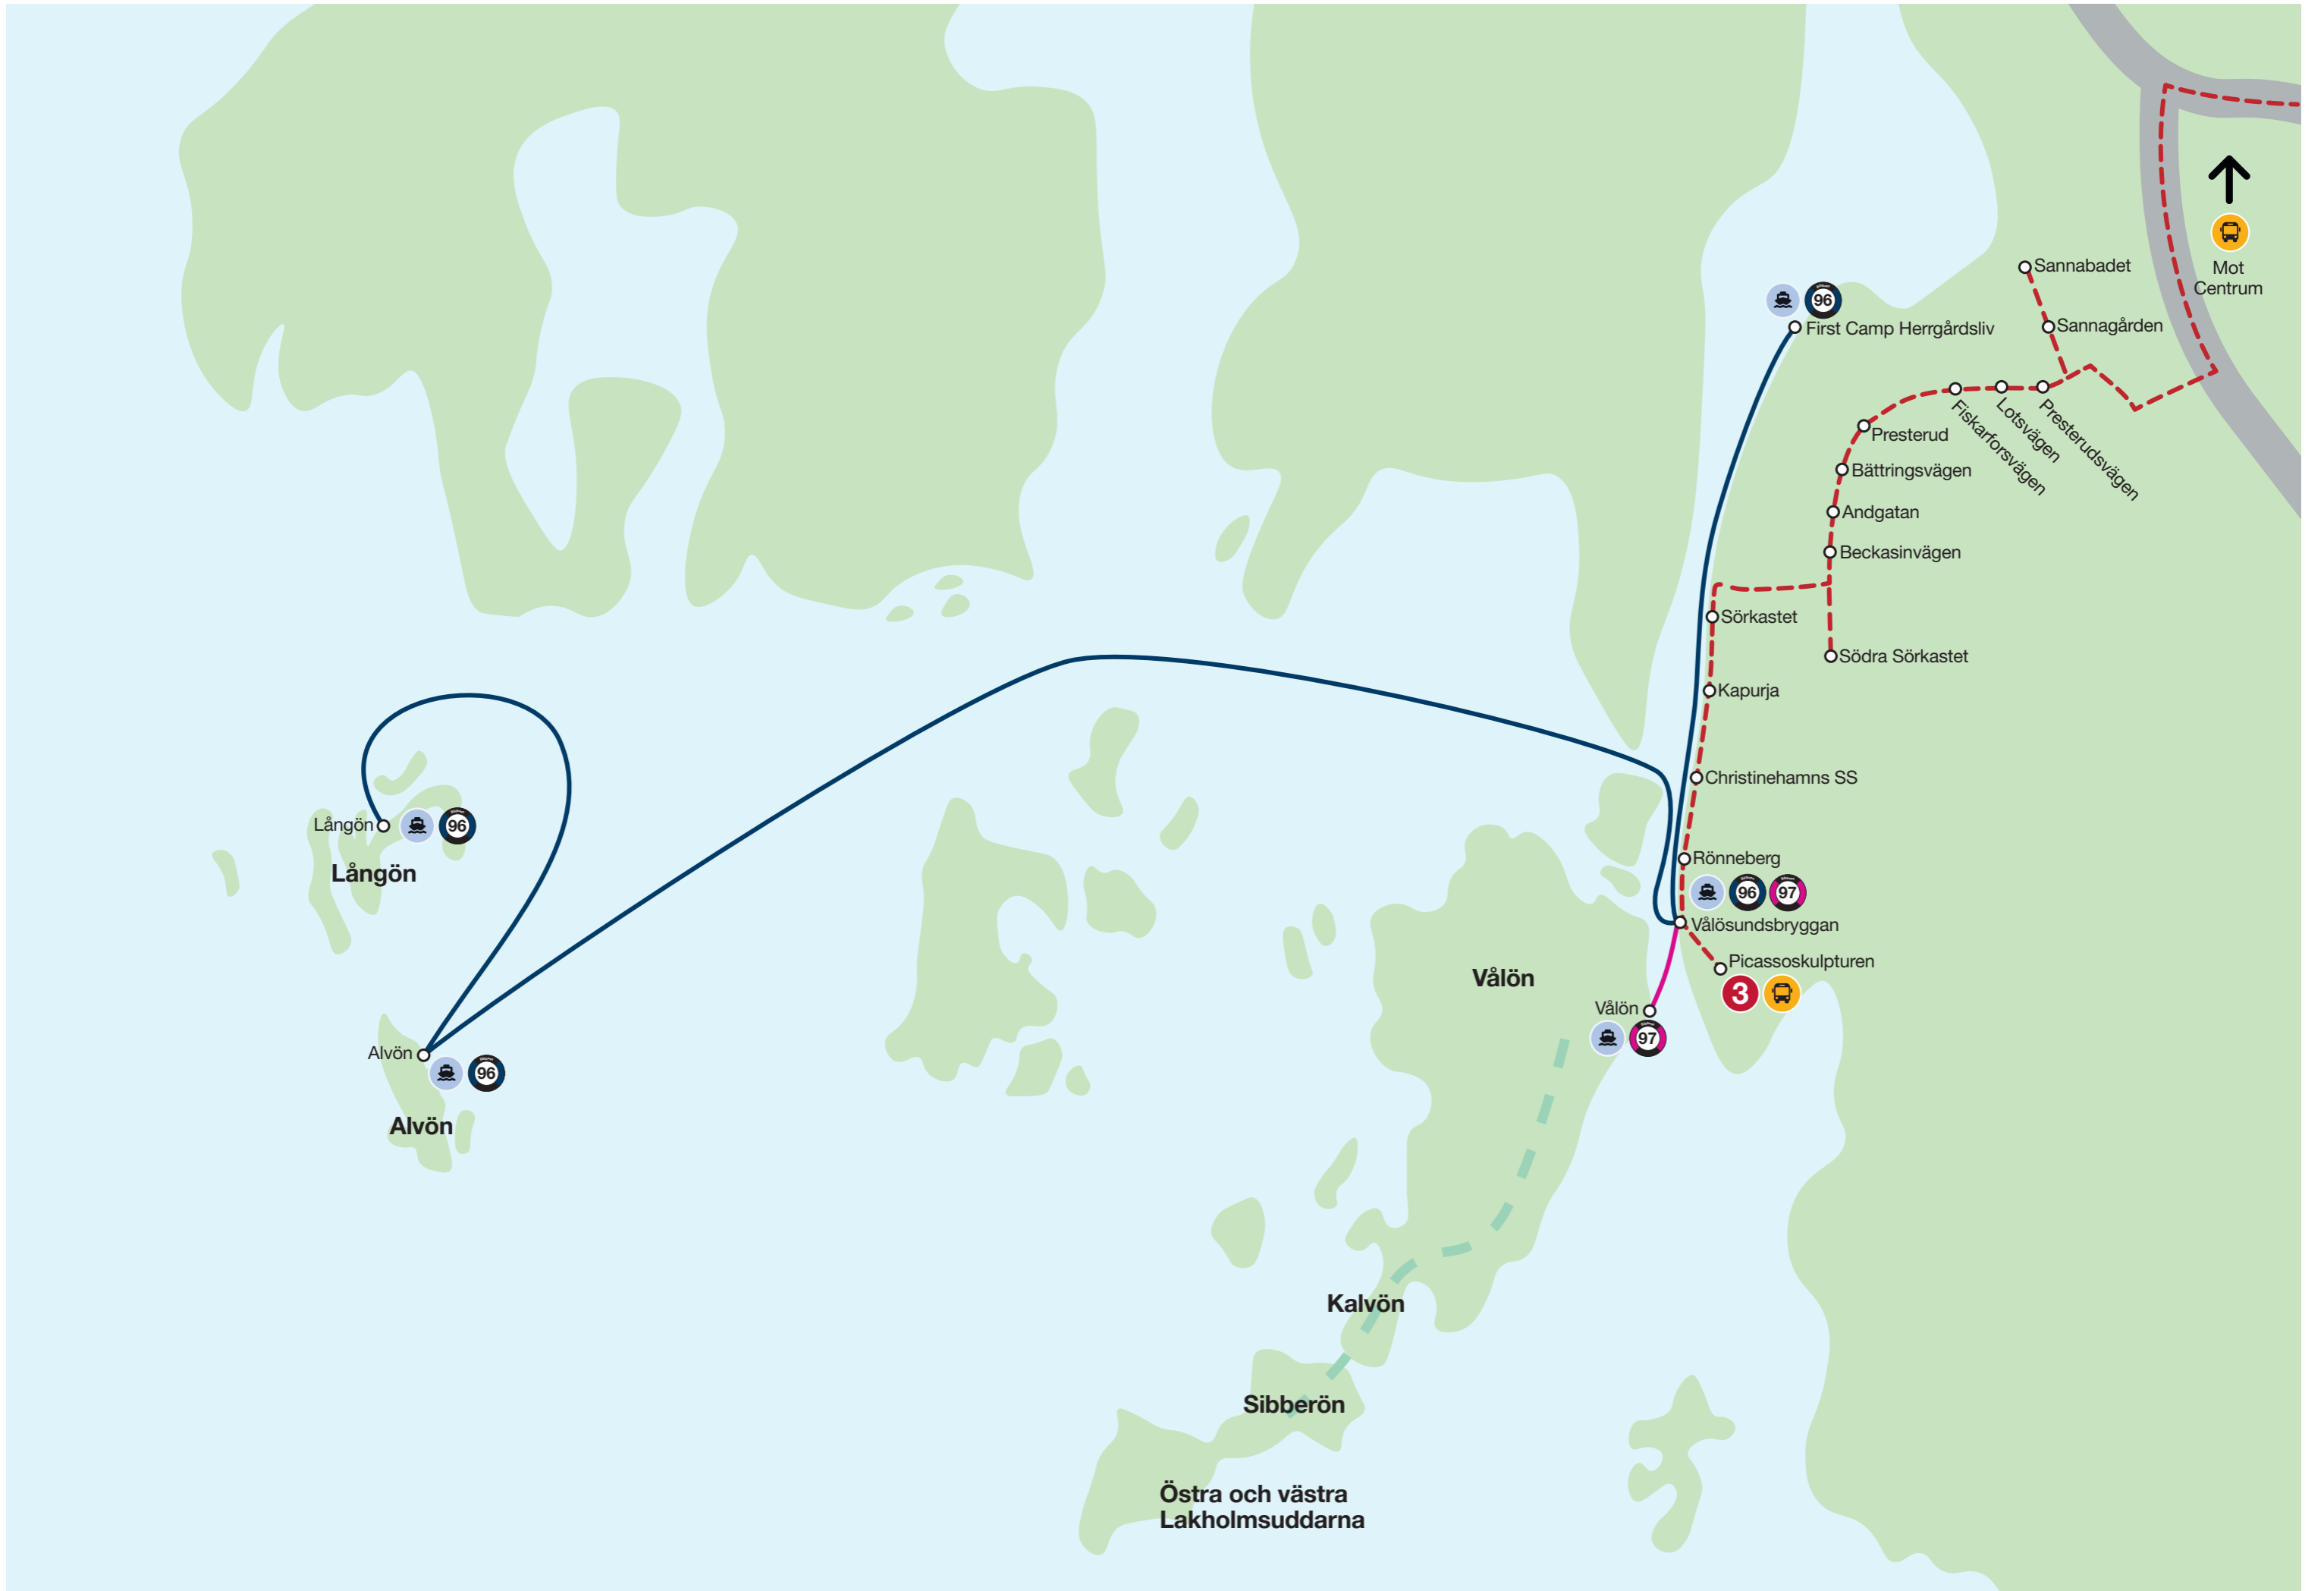 Mot
Centrum
Sannabadet
96
First Camp Herrgårdsliv
Sannagården
Fiskarforsvägen
Lotsvägen
Presterudsvägen
Presterud
Bättringsvägen
Andgatan
Beckasinvägen
Sörkastet
Södra Sörkastet
Kapurja
Christinehamns SS
Långön
96
Långön
Rönneberg
96
97
Vålösundsbryggan
Picassoskulpturen
3
Vålön
Vålön
97
Alvön
96
Alvön
Kalvön
Sibberön
Östra och västra
Lakholmsuddarna